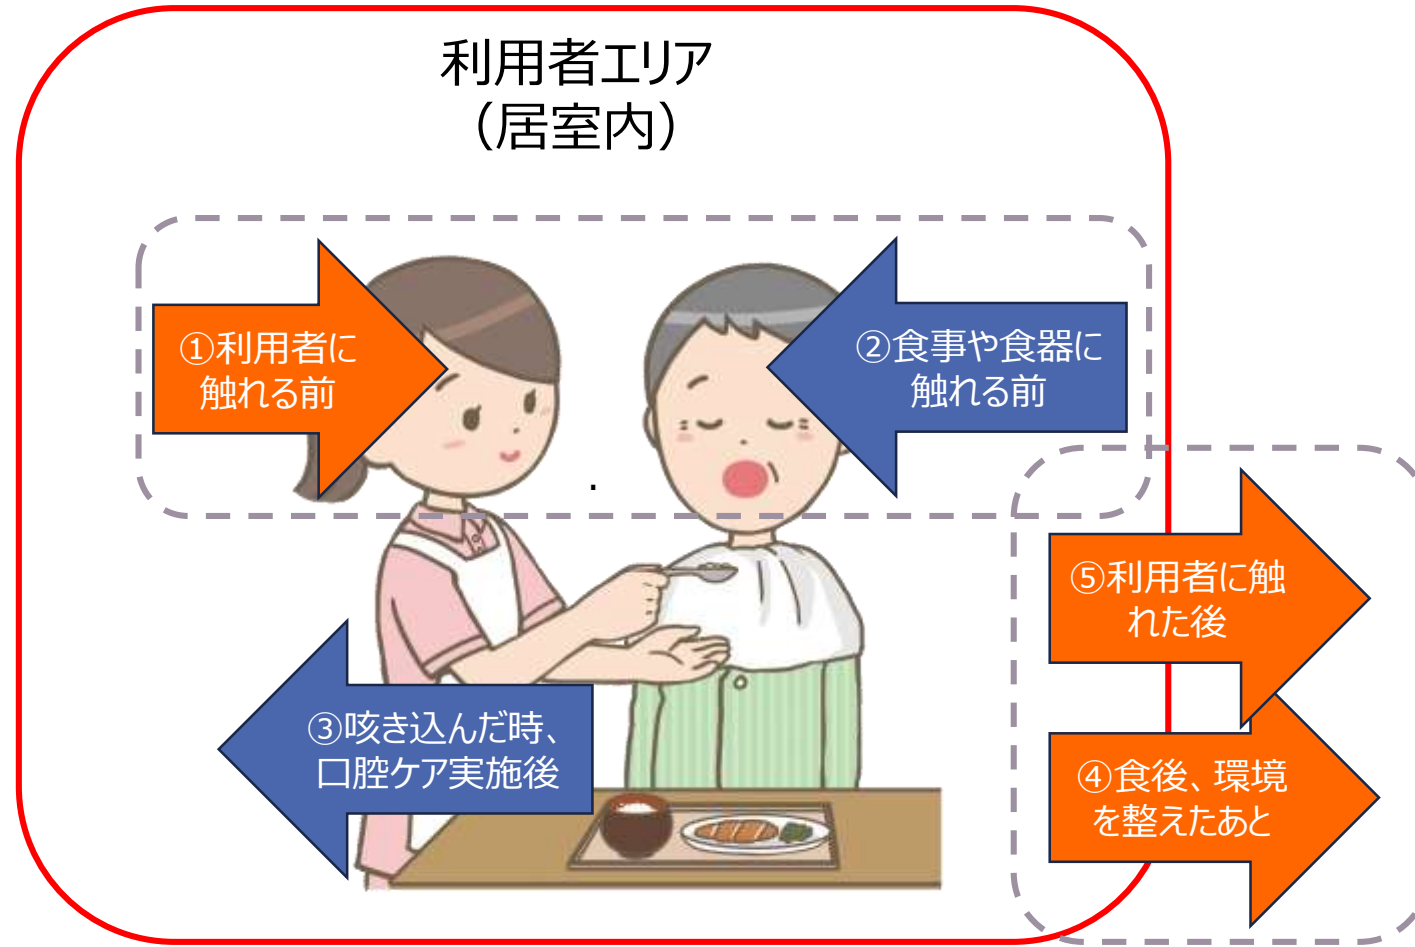 利用者エリア
（居室内）
①利用者に
触れる前
②食事や食器に
触れる前
.
③咳き込んだ時、
口腔ケア実施後
⑤利用者に触
れた後
④食後、環境
を整えたあと